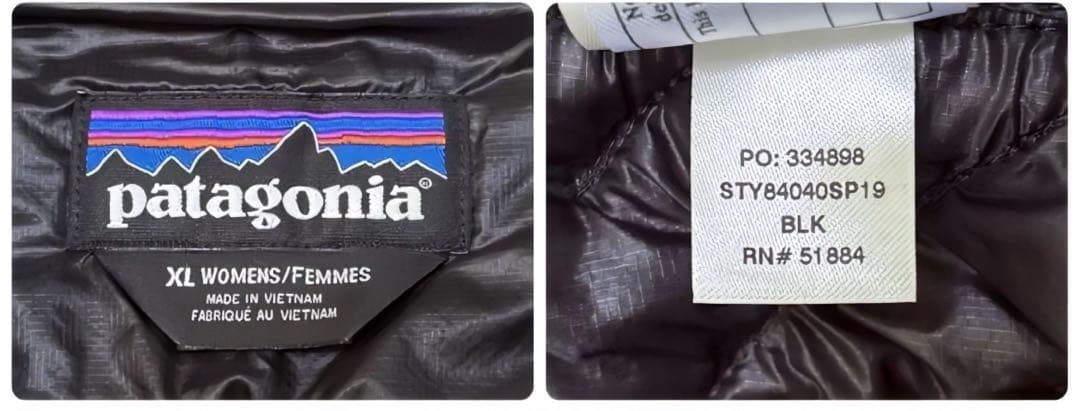 patagonia®
XL WOMENS/FEMMES
MADE IN VIETNAM
FABRIQUÉ AU VIETNAM
PO: 334898
STY84040SP19
BLK
RN# 51884